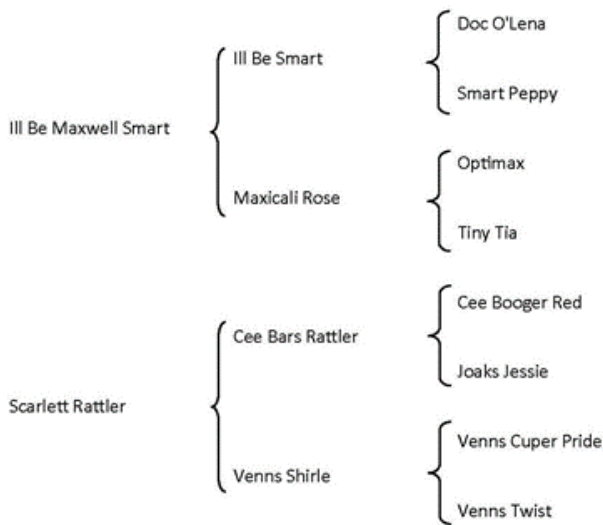 Doc O'Lena
Ill Be Smart
Smart Peppy
Ill Be Maxwell Smart
Optimax
Maxicali Rose
Tiny Tia
Cee Booger Red
Cee Bars Rattler
Joaks Jessie
Scarlett Rattler
Venns Cuper Pride
Venns Shirle
Venns Twist